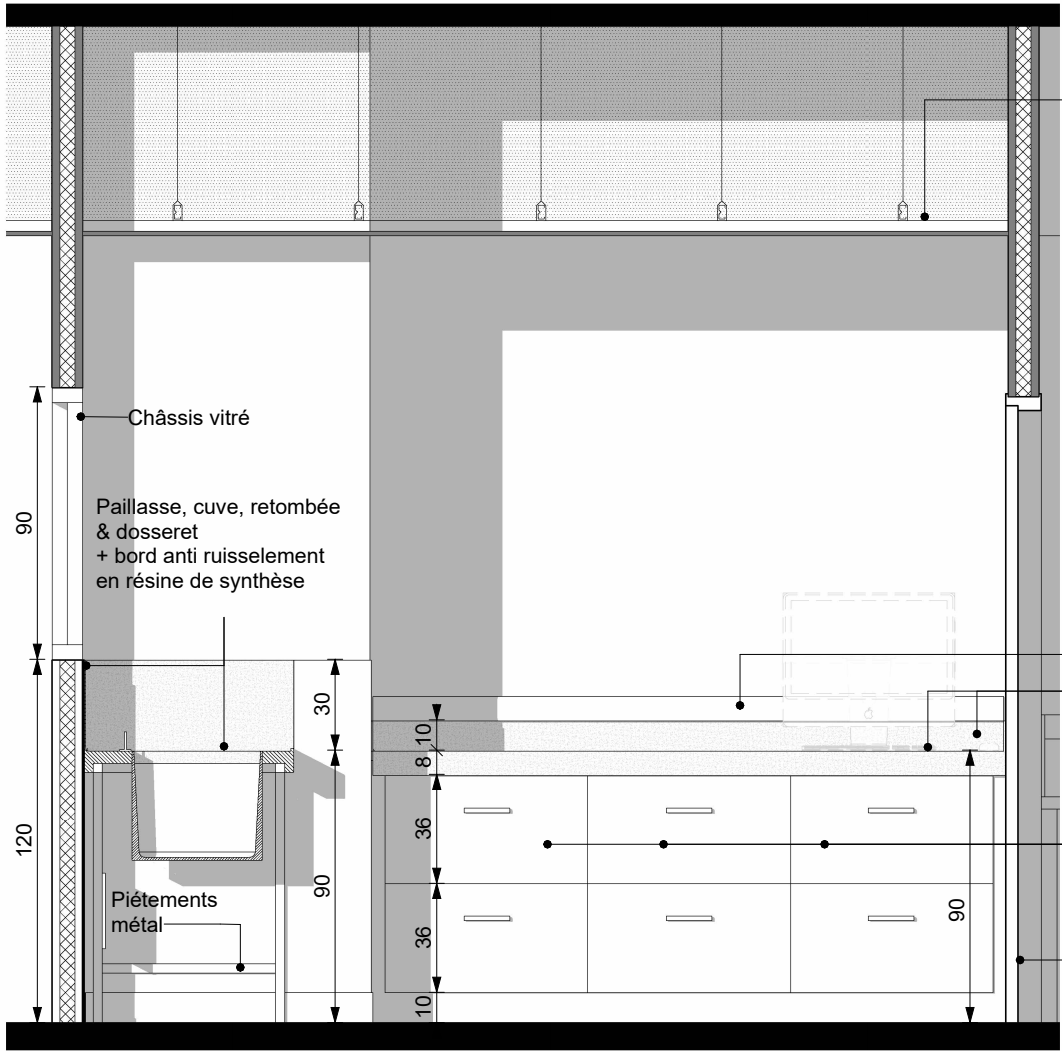 Châssis vitré
90
Paillasse, cuve, retombée
& dosseret
+ bord anti ruisselement
en résine de synthèse
30
10
8
120
36
90
Piétements
métal
36
90
10